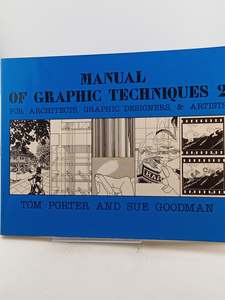 MANUAL
OF GRAPHIC TECHNIQUES 2
FOR ARCHITECTS, GRAPHIC DESIGNERS, & ARTISTS
TOM PORTER AND SUE GOODMAN